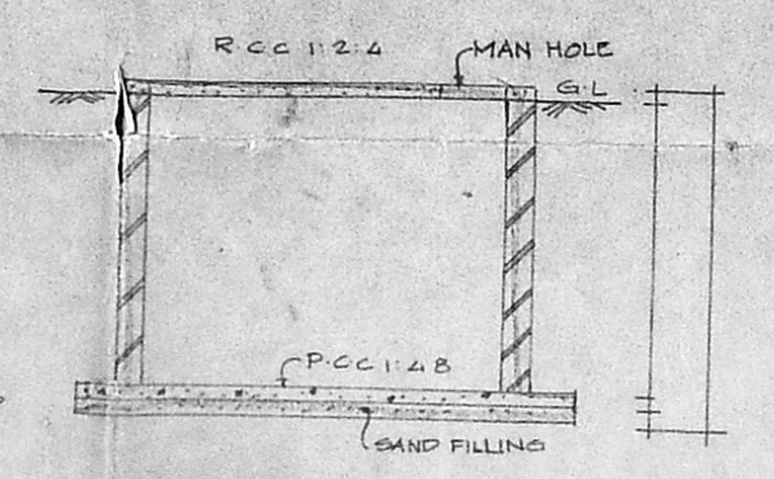 R.C.C 1:2:4
MAN HOLE
G.L
P.C.C 1:4:8
SAND FILLING